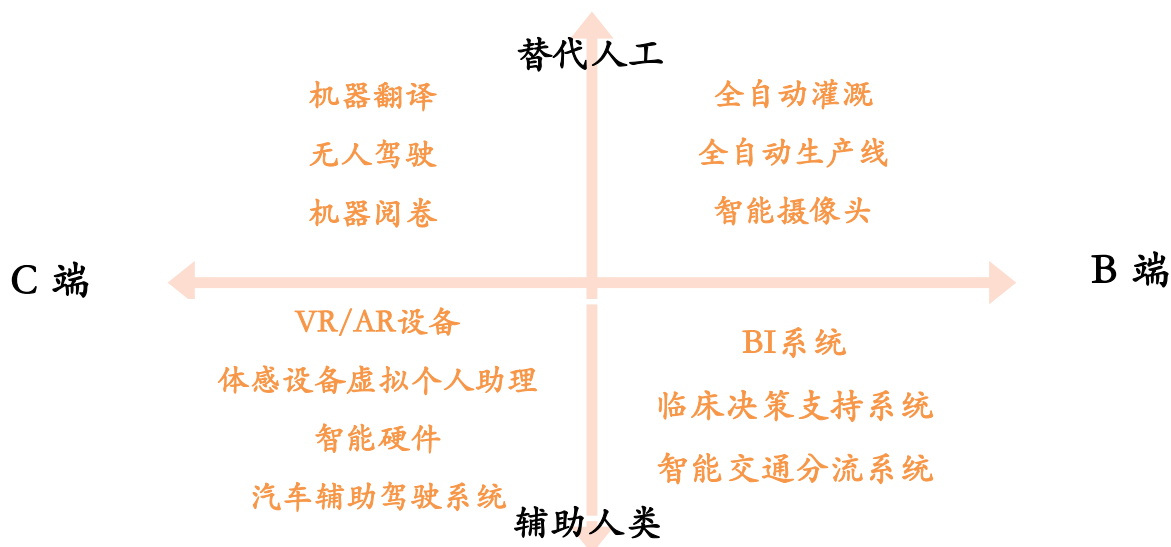 替代人工
机器翻译
无人驾驶
机器阅卷
全自动灌溉
全自动生产线
智能摄像头
C 端
B 端
VR/AR设备
体感设备虚拟个人助理
智能硬件
汽车辅助驾驶系统
BI系统
临床决策支持系统
智能交通分流系统
辅助人类